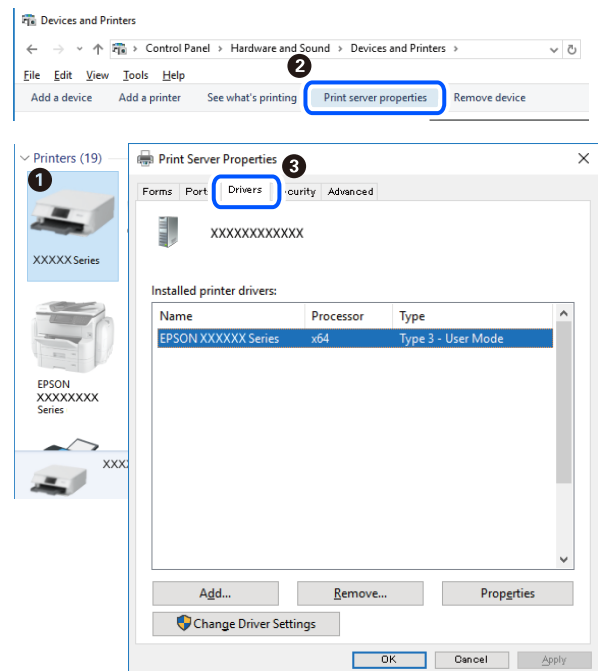 Devices and Printers
Control Panel > Hardware and Sound > Devices and Printers >
2
File Edit View Tools Help
Add a device Add a printer See what's printing Print server properties Remove device
Printers (19)
1
XXXXX Series
EPSON
XXXXXXXX
Series
XXX
Print Server Properties
3
Forms Port Drivers curity Advanced
XXXXXXXXXXXX
Installed printer drivers:
Name Processor Type
EPSON XXXXXX Series x64 Type 3 - User Mode
Add... Remove... Properties
Change Driver Settings
OK Cancel Apply